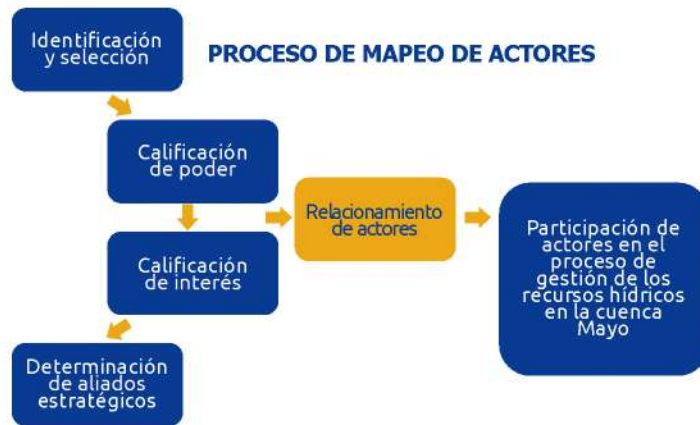 Identificación
y selección
PROCESO DE MAPEO DE ACTORES
Calificación
de poder
Relacionamiento
de actores
Participación de
actores en el
proceso de
gestión de los
recursos hídricos
en la cuenca
Mayo
Calificación
de interés
Determinación
de aliados
estratégicos